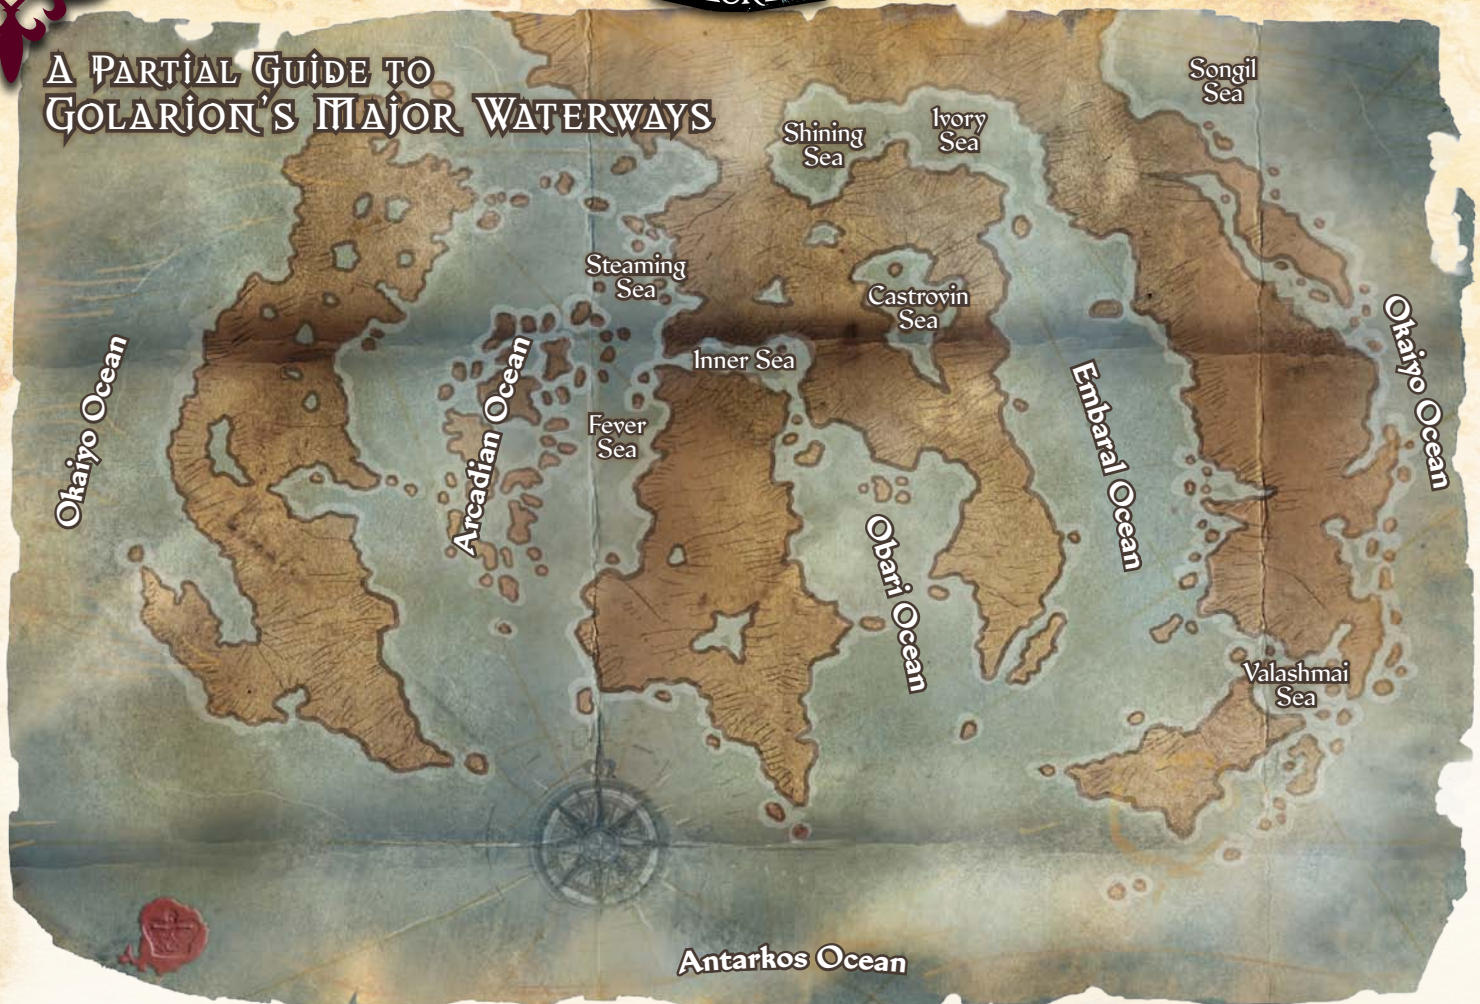 A Partial Guide to
Golarion's Major Waterways
Songil
Sea
Ivory
Sea
Shining
Sea
Steaming
Sea
Castrovin
Sea
Inner Sea
Okaiyo Ocean
Arcadian Ocean
Fever
Sea
Embaral Ocean
Okaiyo Ocean
Obari Ocean
Valashmai
Sea
Antarkos Ocean